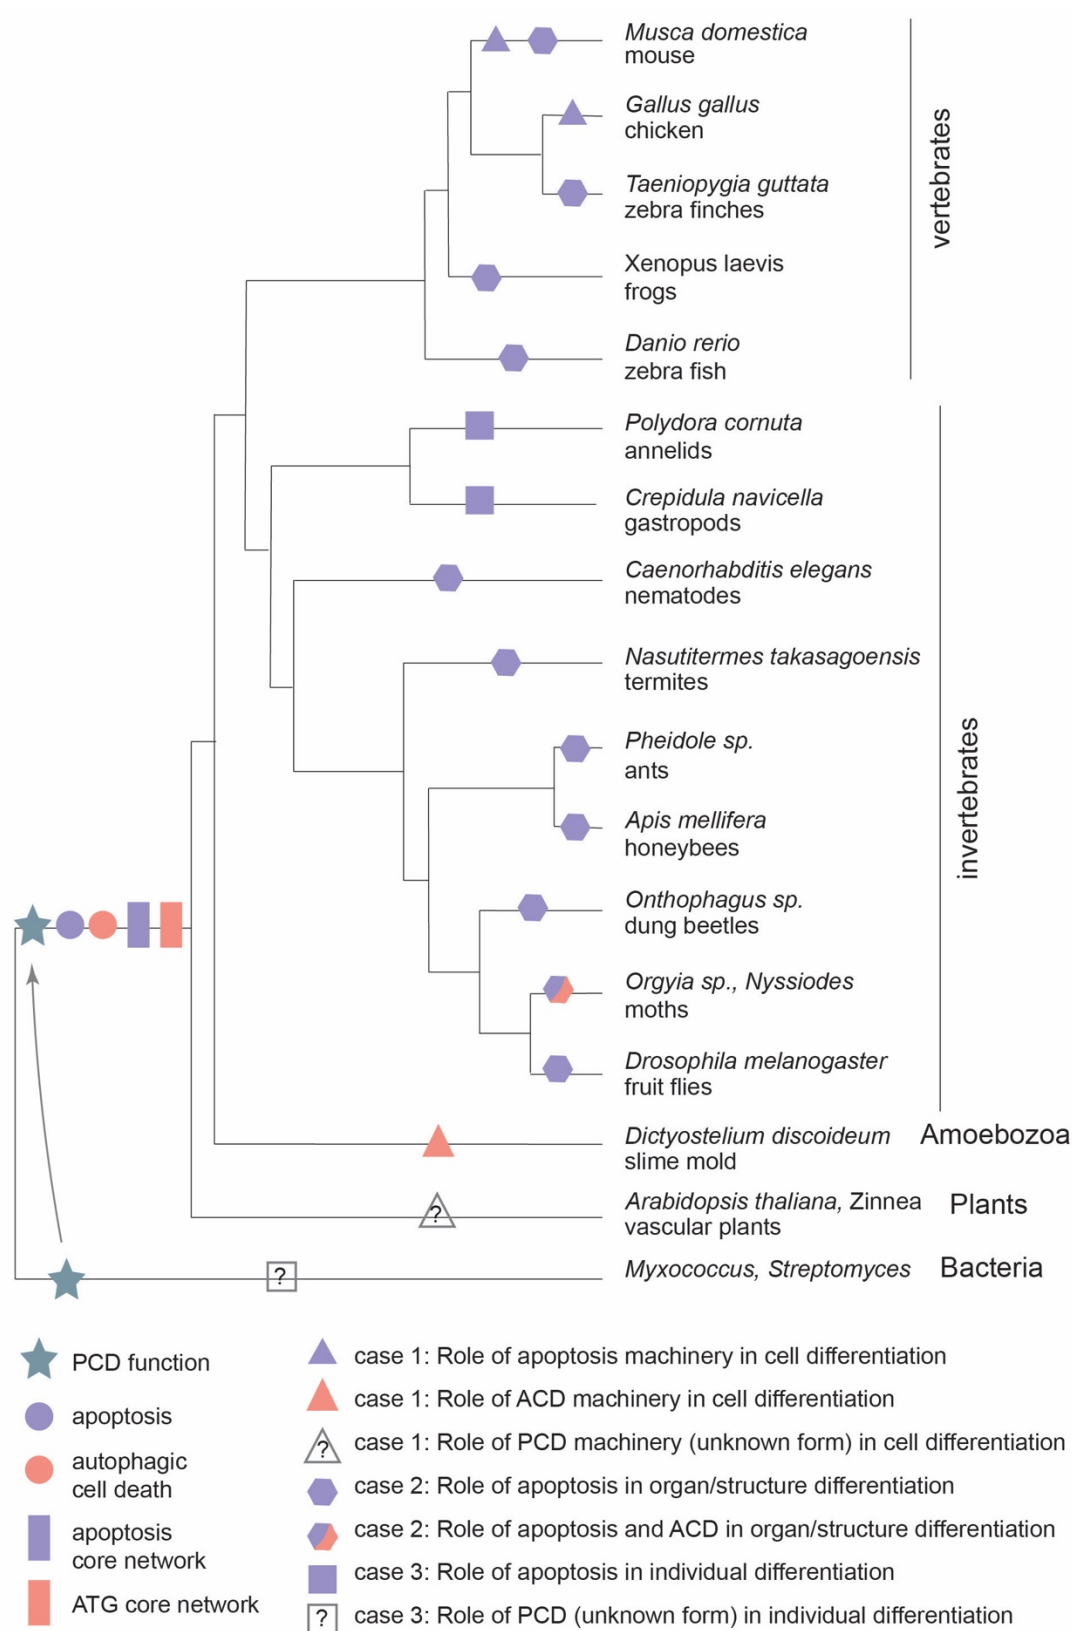 Musca domestica
mouse
Gallus gallus
chicken
Taeniopygia guttata
zebra finches
Xenopus laevis
frogs
Danio rerio
zebra fish
vertebrates
Polydora cornuta
annelids
Crepidula navicella
gastropods
Caenorhabditis elegans
nematodes
Nasutitermes takasagoensis
termites
Pheidole sp.
ants
Apis mellifera
honeybees
Onthophagus sp.
dung beetles
Orgyia sp., Nyssiodes
moths
Drosophila melanogaster
fruit flies
invertebrates
Dictyostelium discoideum
slime mold
Amoebozoa
?
Arabidopsis thaliana, Zinnea
vascular plants
Plants
?
Myxococcus, Streptomyces
Bacteria
PCD function
apoptosis
autophagic
cell death
apoptosis
core network
ATG core network
case 1: Role of apoptosis machinery in cell differentiation
case 1: Role of ACD machinery in cell differentiation
? case 1: Role of PCD machinery (unknown form) in cell differentiation
case 2: Role of apoptosis in organ/structure differentiation
case 2: Role of apoptosis and ACD in organ/structure differentiation
case 3: Role of apoptosis in individual differentiation
? case 3: Role of PCD (unknown form) in individual differentiation